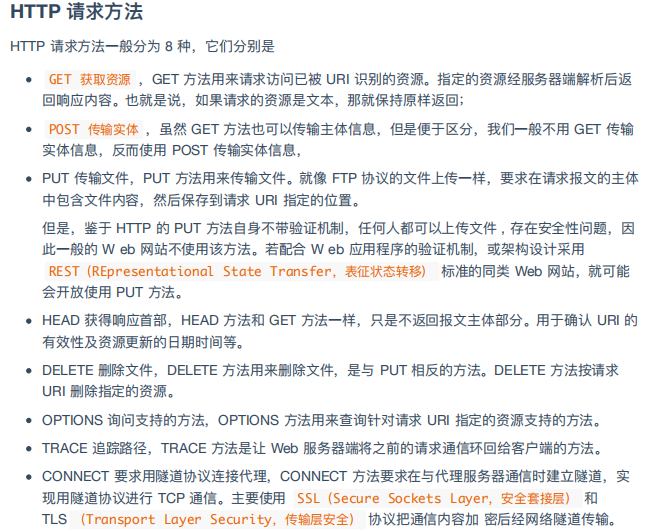 HTTP 请求方法
HTTP 请求方法一般分为 8 种，它们分别是
GET 获取资源 ，GET 方法用来请求访问已被 URI 识别的资源。指定的资源经服务器端解析后返
回响应内容。也就是说，如果请求的资源是文本，那就保持原样返回；
POST 传输实体 ，虽然 GET 方法也可以传输主体信息，但是便于区分，我们一般不用 GET 传输
实体信息，反而使用 POST 传输实体信息，
PUT 传输文件，PUT 方法用来传输文件。就像 FTP 协议的文件上传一样，要求在请求报文的主体
中包含文件内容，然后保存到请求 URI 指定的位置。
但是，鉴于 HTTP 的 PUT 方法自身不带验证机制，任何人都可以上传文件 , 存在安全性问题，因
此一般的 W eb 网站不使用该方法。若配合 W eb 应用程序的验证机制，或架构设计采用
REST（REpresentational State Transfer，表征状态转移） 标准的同类 Web 网站，就可能
会开放使用 PUT 方法。
HEAD 获得响应首部，HEAD 方法和 GET 方法一样，只是不返回报文主体部分。用于确认 URI 的
有效性及资源更新的日期时间等。
DELETE 删除文件，DELETE 方法用来删除文件，是与 PUT 相反的方法。DELETE 方法按请求
URI 删除指定的资源。
OPTIONS 询问支持的方法，OPTIONS 方法用来查询针对请求 URI 指定的资源支持的方法。
TRACE 追踪路径，TRACE 方法是让 Web 服务器端将之前的请求通信环回给客户端的方法。
CONNECT 要求用隧道协议连接代理，CONNECT 方法要求在与代理服务器通信时建立隧道，实
现用隧道协议进行 TCP 通信。主要使用 SSL（Secure Sockets Layer，安全套接层） 和
TLS （Transport Layer Security，传输层安全） 协议把通信内容加 密后经网络隧道传输。